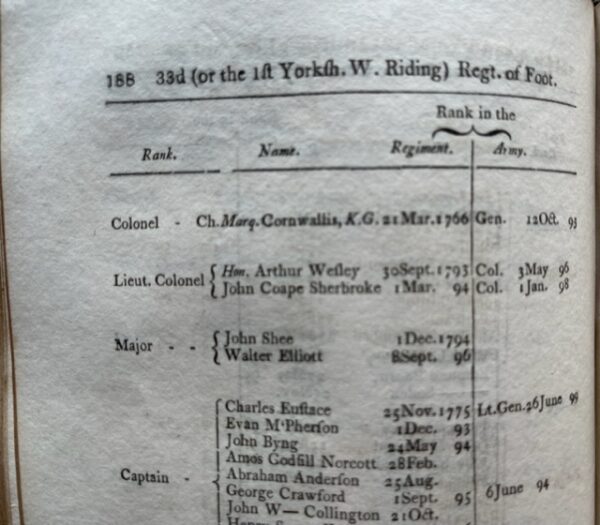 188 33d (or the 1ſt Yorkſh. W. Riding) Regt. of Foot.
Rank in the
Rank. Name. Regiment. Army.
Colonel - Ch. Marq. Cornwallis, K.G. 21 Mar. 1766 Gen. 12 Oct. 93
Lieut. Colonel { Hon. Arthur Weſley 30 Sept. 1793 Col. 3 May 96
John Coape Sherbroke 1 Mar. 94 Col. 1 Jan. 98
Major - - { John Shee 1 Dec. 1794
Walter Elliott 8 Sept. 96
Charles Euſtace 25 Nov. 1775 Lt. Gen. 26 June 99
Evan M'Pherſon 1 Dec. 93
John Byng 24 May 94
Amos Godſill Norcott 28 Feb.
Captain - { Abraham Anderſon 25 Aug.
George Crawford 1 Sept. 95 6 June 94
John W— Collington 21 Oct.